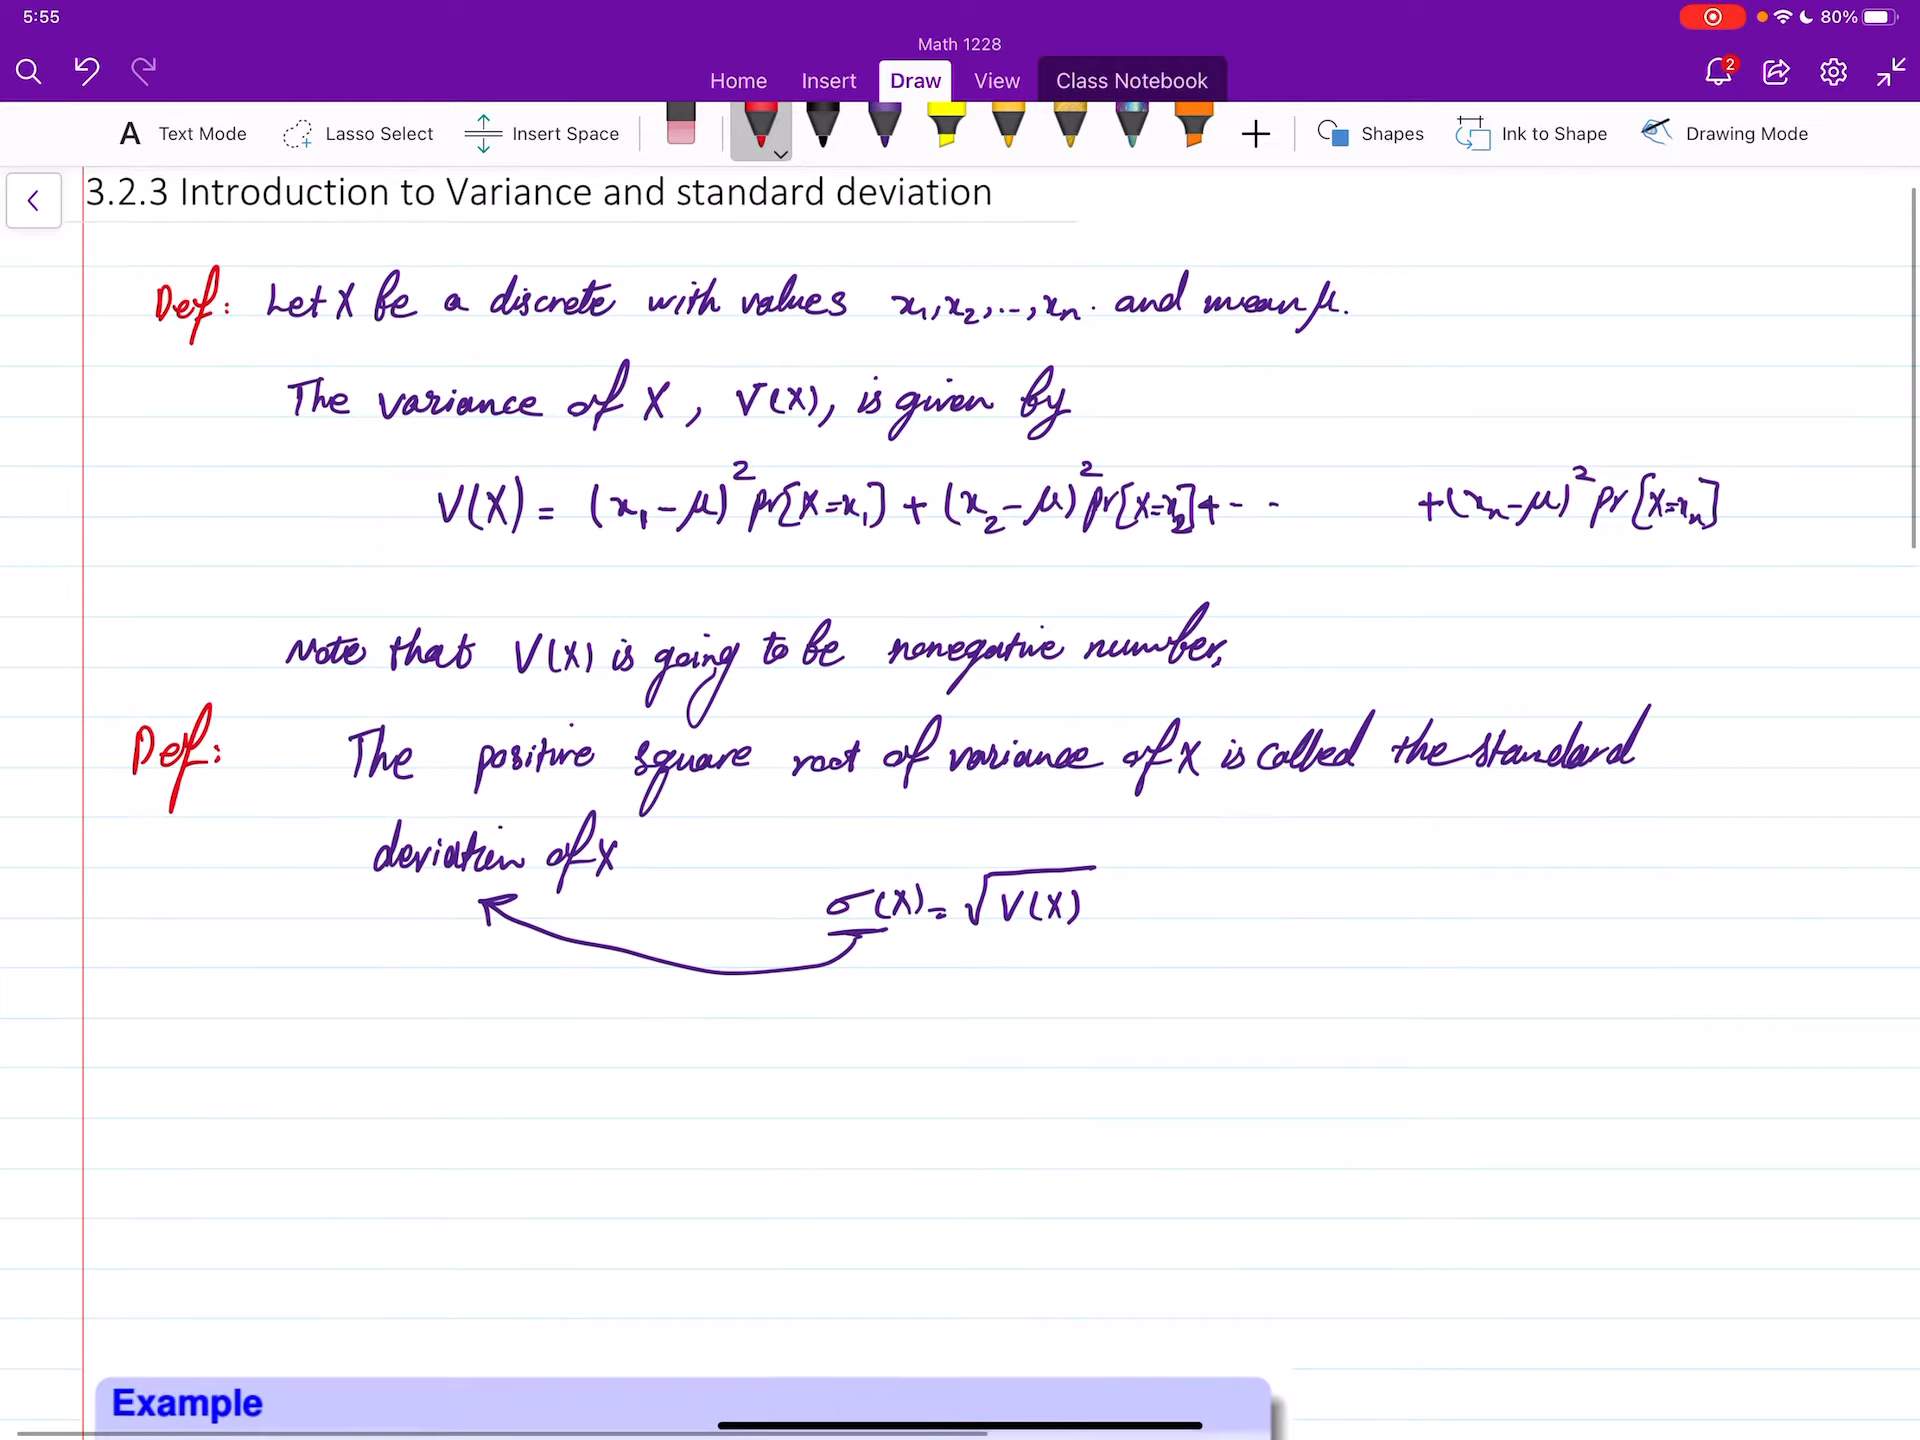 5:55
80%
Math 1228
Home Insert Draw View Class Notebook
2
A Text Mode Lasso Select Insert Space Shapes Ink to Shape Drawing Mode
3.2.3 Introduction to Variance and standard deviation
Def: Let X be a discrete with values x₁, x₂, ..., xₙ. and mean μ.
The variance of X, V(X), is given by
V(X) = (x₁-μ)² pr[X=x₁] + (x₂-μ)² pr[X=x₂] + - - +(xₙ-μ)² pr[X=xₙ]
Note that V(X) is going to be nonegative number,
Def: The positive square root of variance of X is called the standard
deviation of X
σ(X) = √V(X)
Example